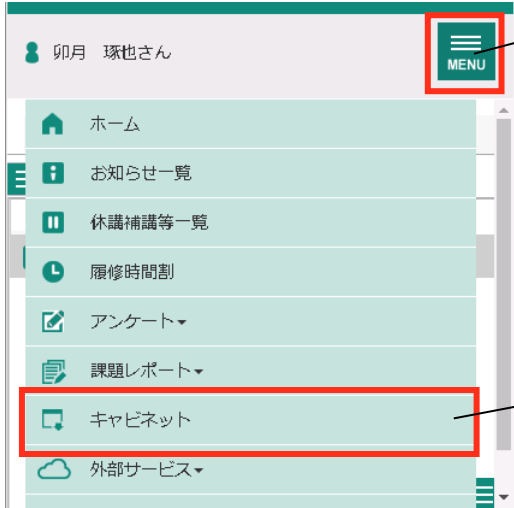 卯月　琢也さん
MENU
ホーム
お知らせ一覧
休講補講等一覧
履修時間割
アンケート▾
課題レポート▾
キャビネット
外部サービス▾